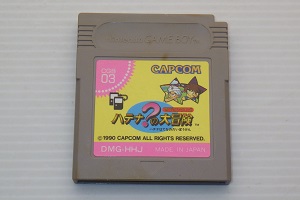 CGB
03
CAPCOM
ハテナ?の大冒険
© 1990 CAPCOM ALL RIGHTS RESERVED.
DMG-HHJ MADE IN JAPAN